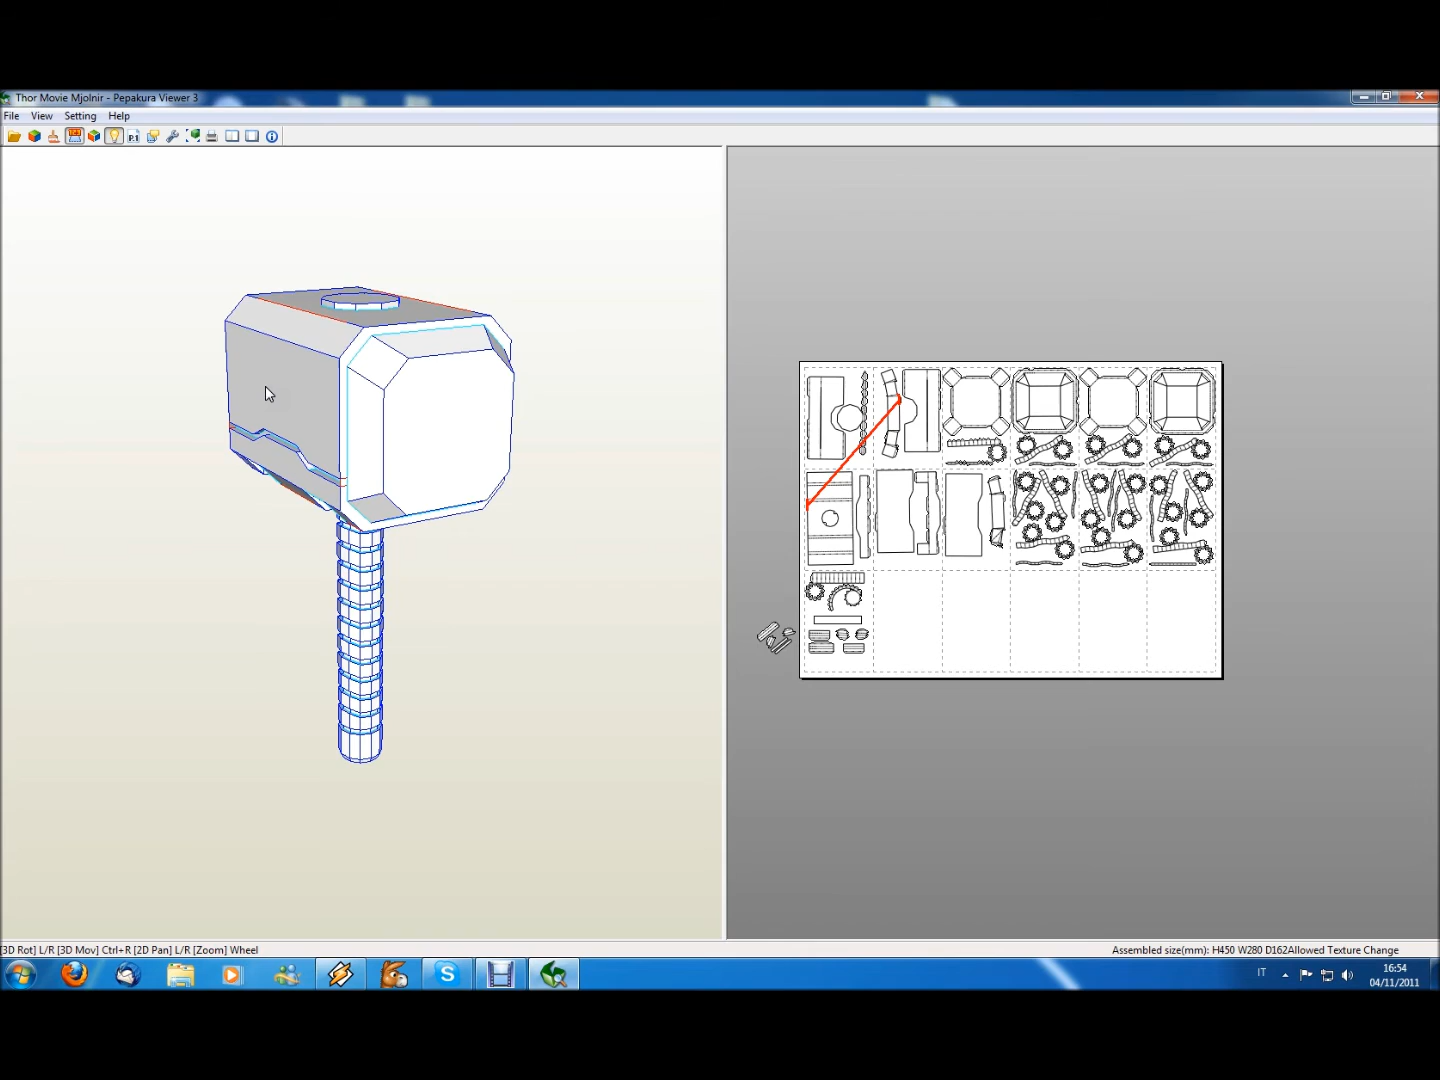 Thor Movie Mjolnir - Pepakura Viewer 3
File View Setting Help
[3D Rot] L/R [3D Mov] Ctrl+R [2D Pan] L/R [Zoom] Wheel
Assembled size(mm): H450 W280 D162Allowed Texture Change
IT
16:54
04/11/2011